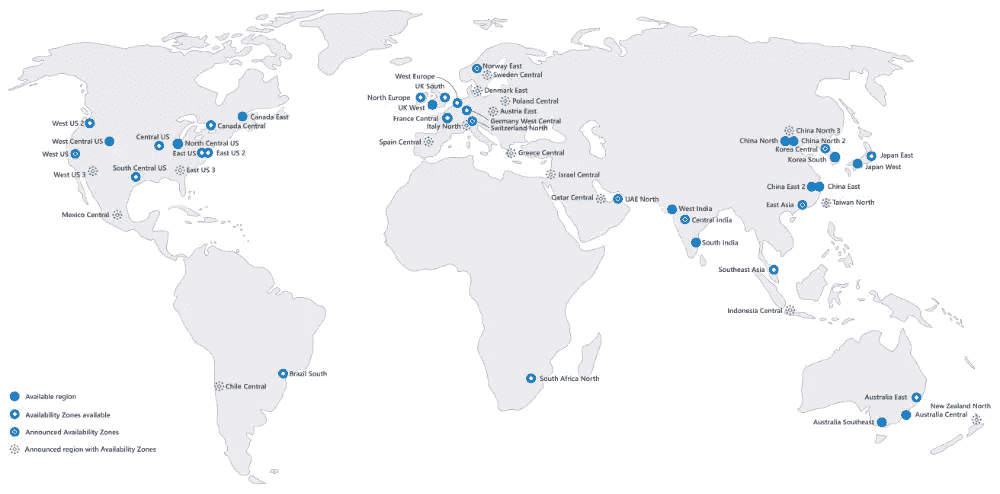 Norway East
Sweden Central
West Europe
UK South
Denmark East
North Europe
Poland Central
UK West
Austria East
France Central
Germany West Central
Italy North
Switzerland North
Spain Central
Greece Central
Israel Central
Qatar Central
UAE North
Canada East
West US 2
Canada Central
Central US
West Central US
North Central US
West US
East US
East US 2
South Central US
West US 3
East US 3
Mexico Central
China North 3
China North
China North 2
Korea Central
Korea South
Japan East
Japan West
China East 2
China East
East Asia
Taiwan North
West India
Central India
South India
Southeast Asia
Indonesia Central
Brazil South
Chile Central
South Africa North
Australia East
New Zealand North
Australia Central
Australia Southeast
Available region
Availability Zones available
Announced Availability Zones
Announced region with Availability Zones